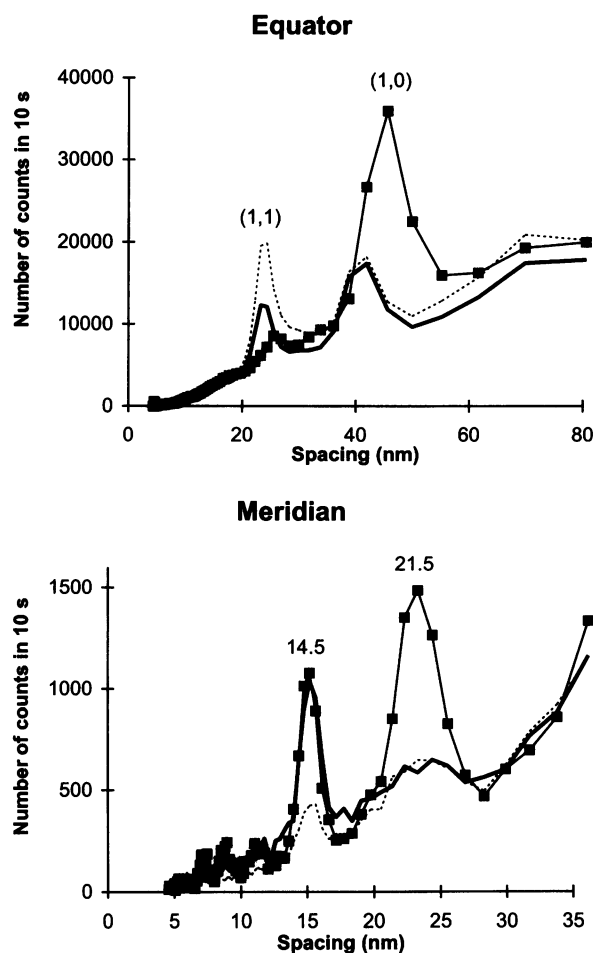 Equator
Number of counts in 10 s
40000
30000
20000
10000
0
(1,0)
(1,1)
0 20 40 60 80
Spacing (nm)
Meridian
Number of counts in 10 s
1500
1000
500
0
21.5
14.5
5 10 15 20 25 30 35
Spacing (nm)